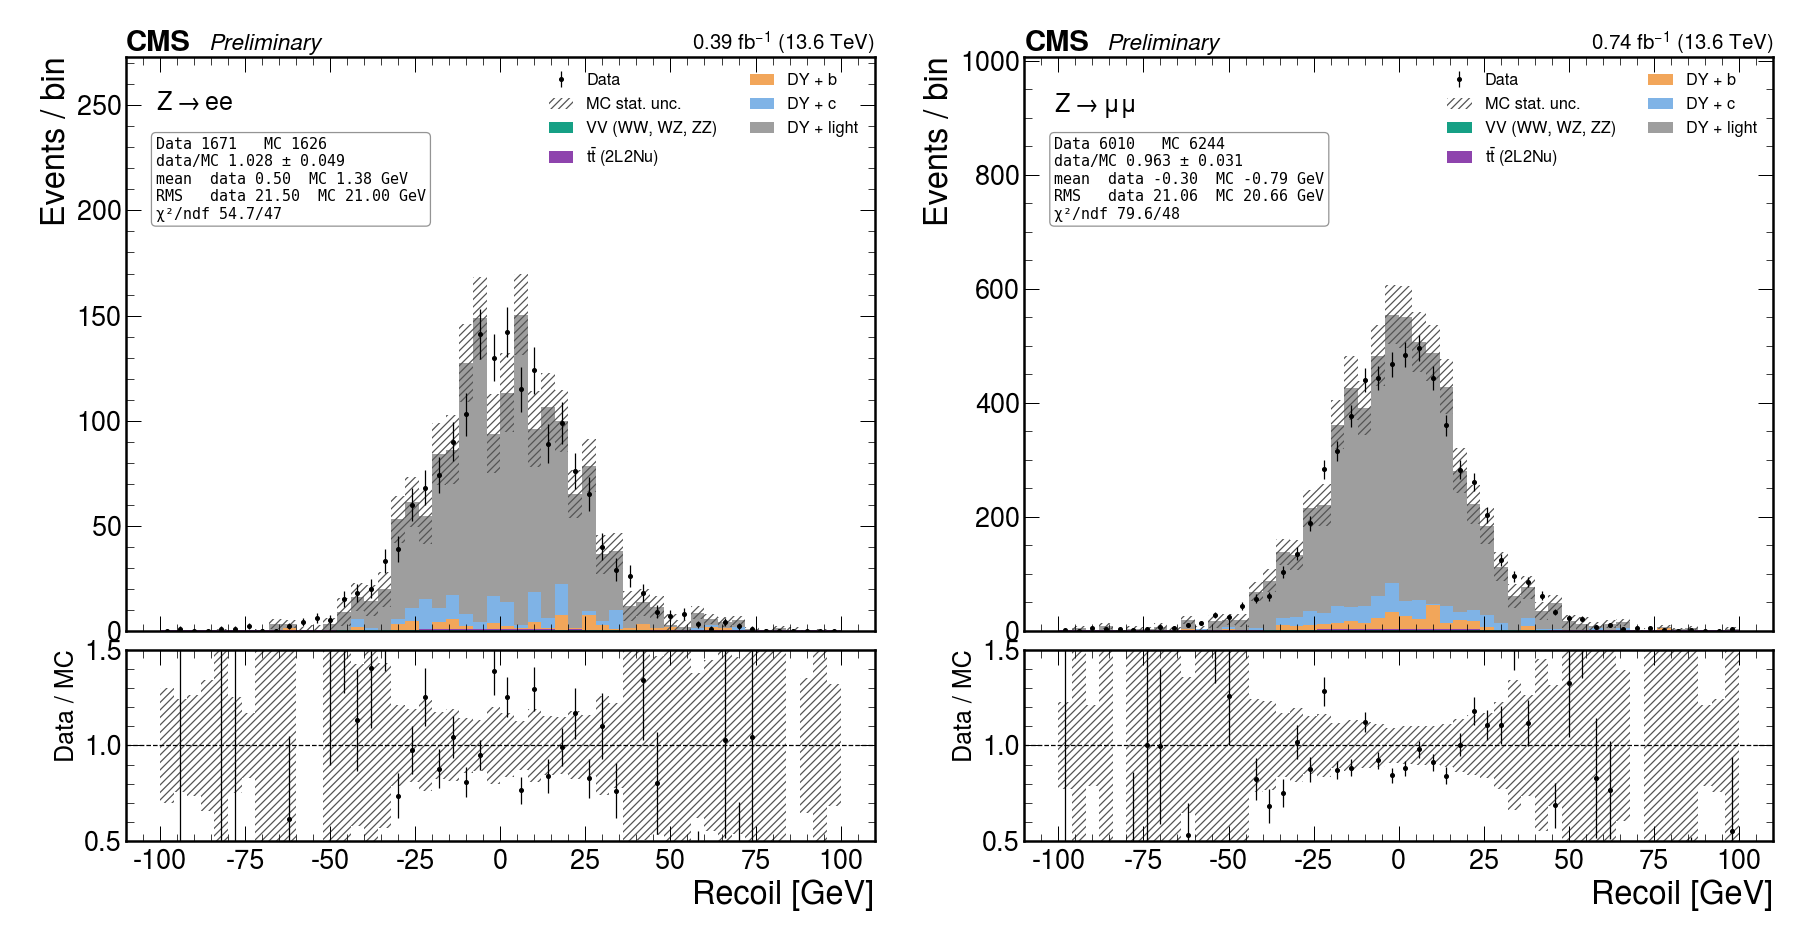 CMS Preliminary 0.39 fb⁻¹ (13.6 TeV)
Events / bin
Z→ee
Data
MC stat. unc.
VV (WW, WZ, ZZ)
tt̄ (2L2Nu)
DY + b
DY + c
DY + light
Data 1671 MC 1626
data/MC 1.028 ± 0.049
mean data 0.50 MC 1.38 GeV
RMS data 21.50 MC 21.00 GeV
χ²/ndf 54.7/47
250
200
150
100
50
0
Data / MC
1.5
1.0
0.5
-100 -75 -50 -25 0 25 50 75 100
Recoil [GeV]
CMS Preliminary 0.74 fb⁻¹ (13.6 TeV)
Events / bin
Z→μμ
Data
MC stat. unc.
VV (WW, WZ, ZZ)
tt̄ (2L2Nu)
DY + b
DY + c
DY + light
Data 6010 MC 6244
data/MC 0.963 ± 0.031
mean data -0.30 MC -0.79 GeV
RMS data 21.06 MC 20.66 GeV
χ²/ndf 79.6/48
1000
800
600
400
200
0
Data / MC
1.5
1.0
0.5
-100 -75 -50 -25 0 25 50 75 100
Recoil [GeV]